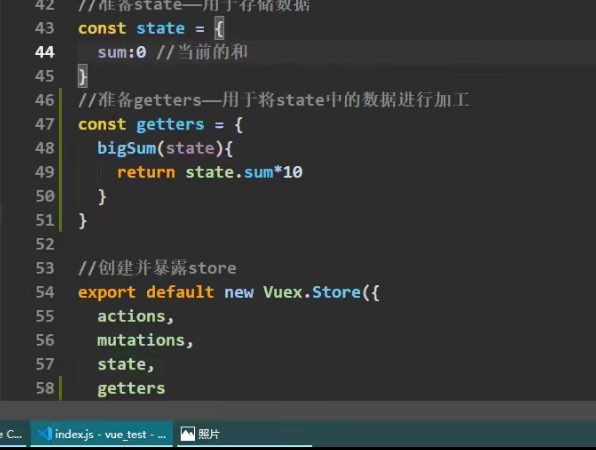 42 //准备state——用于存储数据
43 const state = {
44 sum:0 //当前的和
45 }
46 //准备getters——用于将state中的数据进行加工
47 const getters = {
48 bigSum(state){
49 return state.sum*10
50 }
51 }
52
53 //创建并暴露store
54 export default new Vuex.Store({
55 actions,
56 mutations,
57 state,
58 getters
e C... index.js - vue_test - ... 照片